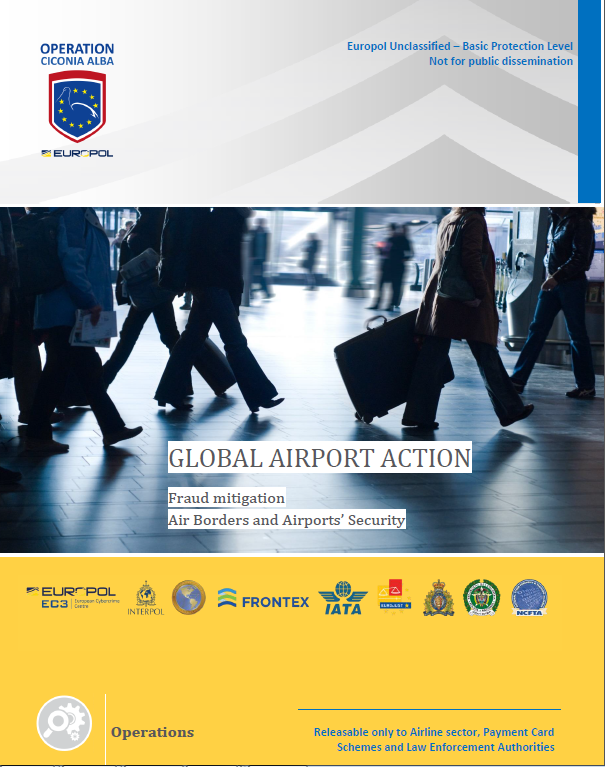 OPERATION
CICONIA ALBA
EUROPOL
Europol Unclassified – Basic Protection Level
Not for public dissemination
GLOBAL AIRPORT ACTION
Fraud mitigation
Air Borders and Airports’ Security
EUROPOL
EC3 European Cybercrime
Centre
INTERPOL
FRONTEX
IATA
EUROJUST
NCFTA
Operations
Releasable only to Airline sector, Payment Card
Schemes and Law Enforcement Authorities